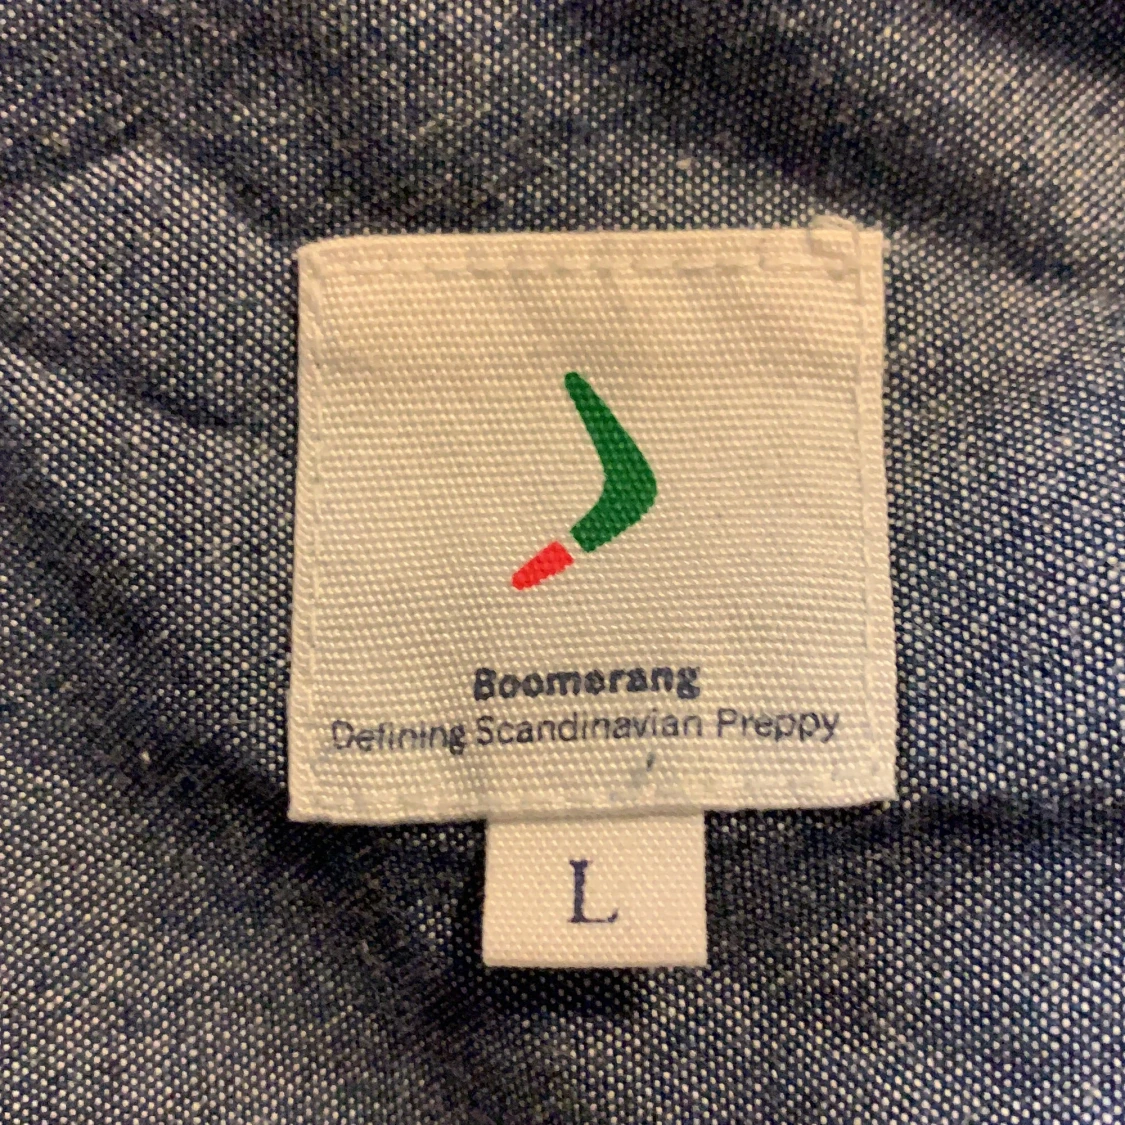 Boomerang
Defining Scandinavian Preppy
L